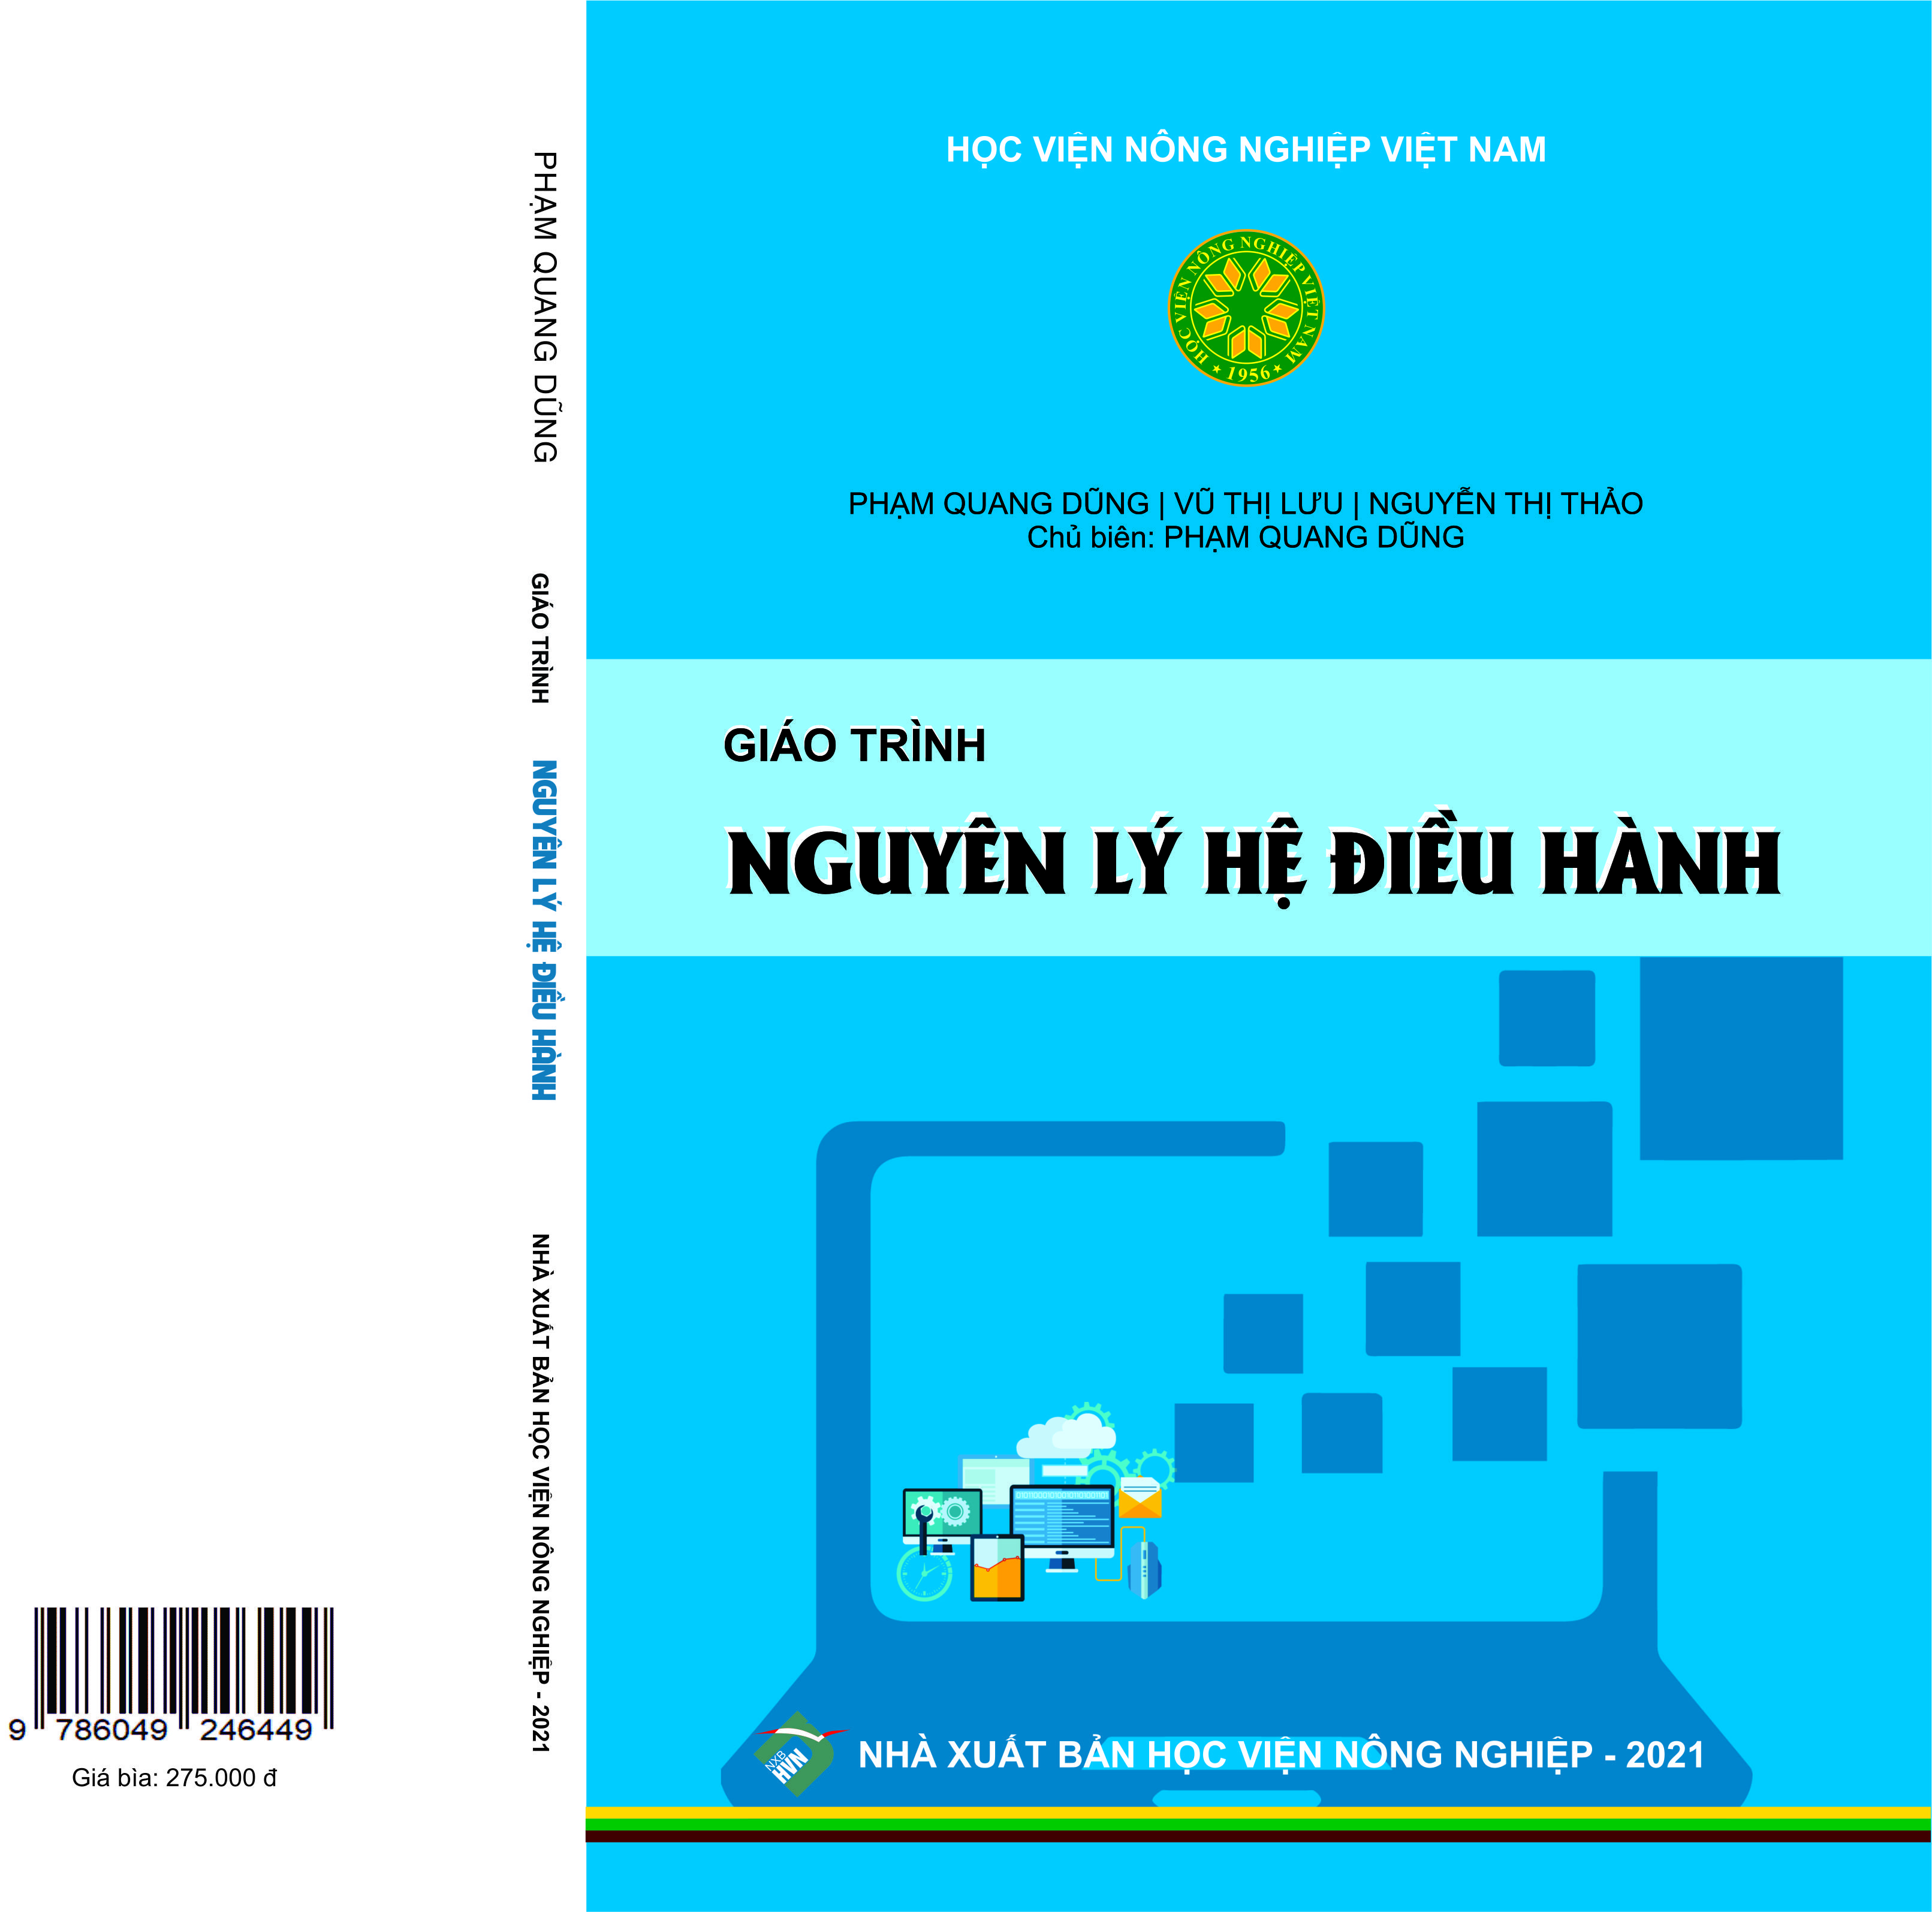 HỌC VIỆN NÔNG NGHIỆP VIỆT NAM
HỌC VIỆN NÔNG NGHIỆP VIỆT NAM
★ 1956 ★
PHẠM QUANG DŨNG | VŨ THỊ LƯU | NGUYỄN THỊ THẢO
Chủ biên: PHẠM QUANG DŨNG
GIÁO TRÌNH
NGUYÊN LÝ HỆ ĐIỀU HÀNH
NXB
HVN
NHÀ XUẤT BẢN HỌC VIỆN NÔNG NGHIỆP - 2021
PHẠM QUANG DŨNG
GIÁO TRÌNH
NGUYÊN LÝ HỆ ĐIỀU HÀNH
NHÀ XUẤT BẢN HỌC VIỆN NÔNG NGHIỆP - 2021
9 786049 246449
Giá bìa: 275.000 đ